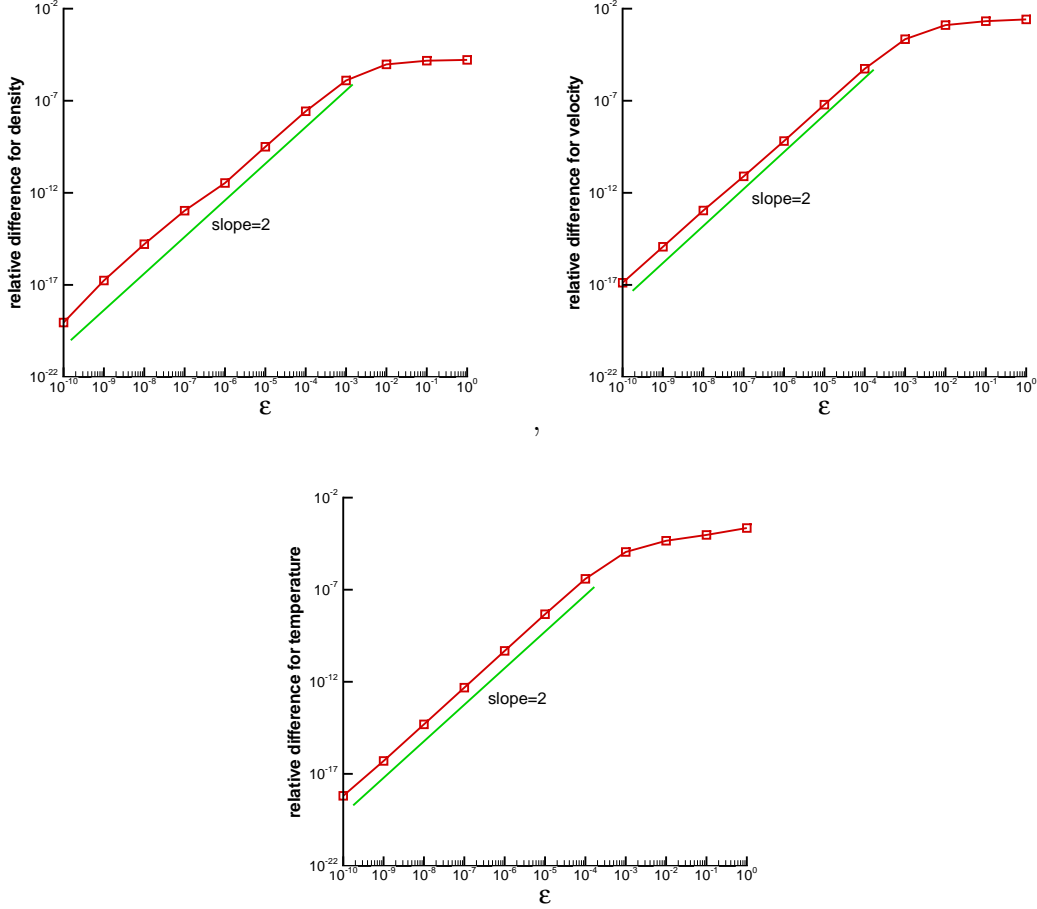 relative difference for density
10^-2
10^-7
10^-12
10^-17
10^-22
slope=2
10^-10 10^-9 10^-8 10^-7 10^-6 10^-5 10^-4 10^-3 10^-2 10^-1 10^0
ε
relative difference for velocity
10^-2
10^-7
10^-12
10^-17
10^-22
slope=2
10^-10 10^-9 10^-8 10^-7 10^-6 10^-5 10^-4 10^-3 10^-2 10^-1 10^0
ε
,
relative difference for temperature
10^-2
10^-7
10^-12
10^-17
10^-22
slope=2
10^-10 10^-9 10^-8 10^-7 10^-6 10^-5 10^-4 10^-3 10^-2 10^-1 10^0
ε